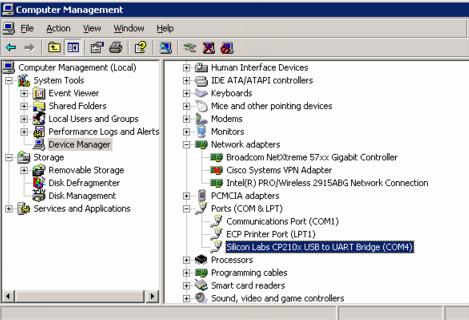 Computer Management
File Action View Window Help
Computer Management (Local)
System Tools
Event Viewer
Shared Folders
Local Users and Groups
Performance Logs and Alerts
Device Manager
Storage
Removable Storage
Disk Defragmenter
Disk Management
Services and Applications
Human Interface Devices
IDE ATA/ATAPI controllers
Keyboards
Mice and other pointing devices
Modems
Monitors
Network adapters
Broadcom NetXtreme 57xx Gigabit Controller
Cisco Systems VPN Adapter
Intel(R) PRO/Wireless 2915ABG Network Connection
PCMCIA adapters
Ports (COM & LPT)
Communications Port (COM1)
ECP Printer Port (LPT1)
Silicon Labs CP210x USB to UART Bridge (COM4)
Processors
Programming cables
Smart card readers
Sound, video and game controllers